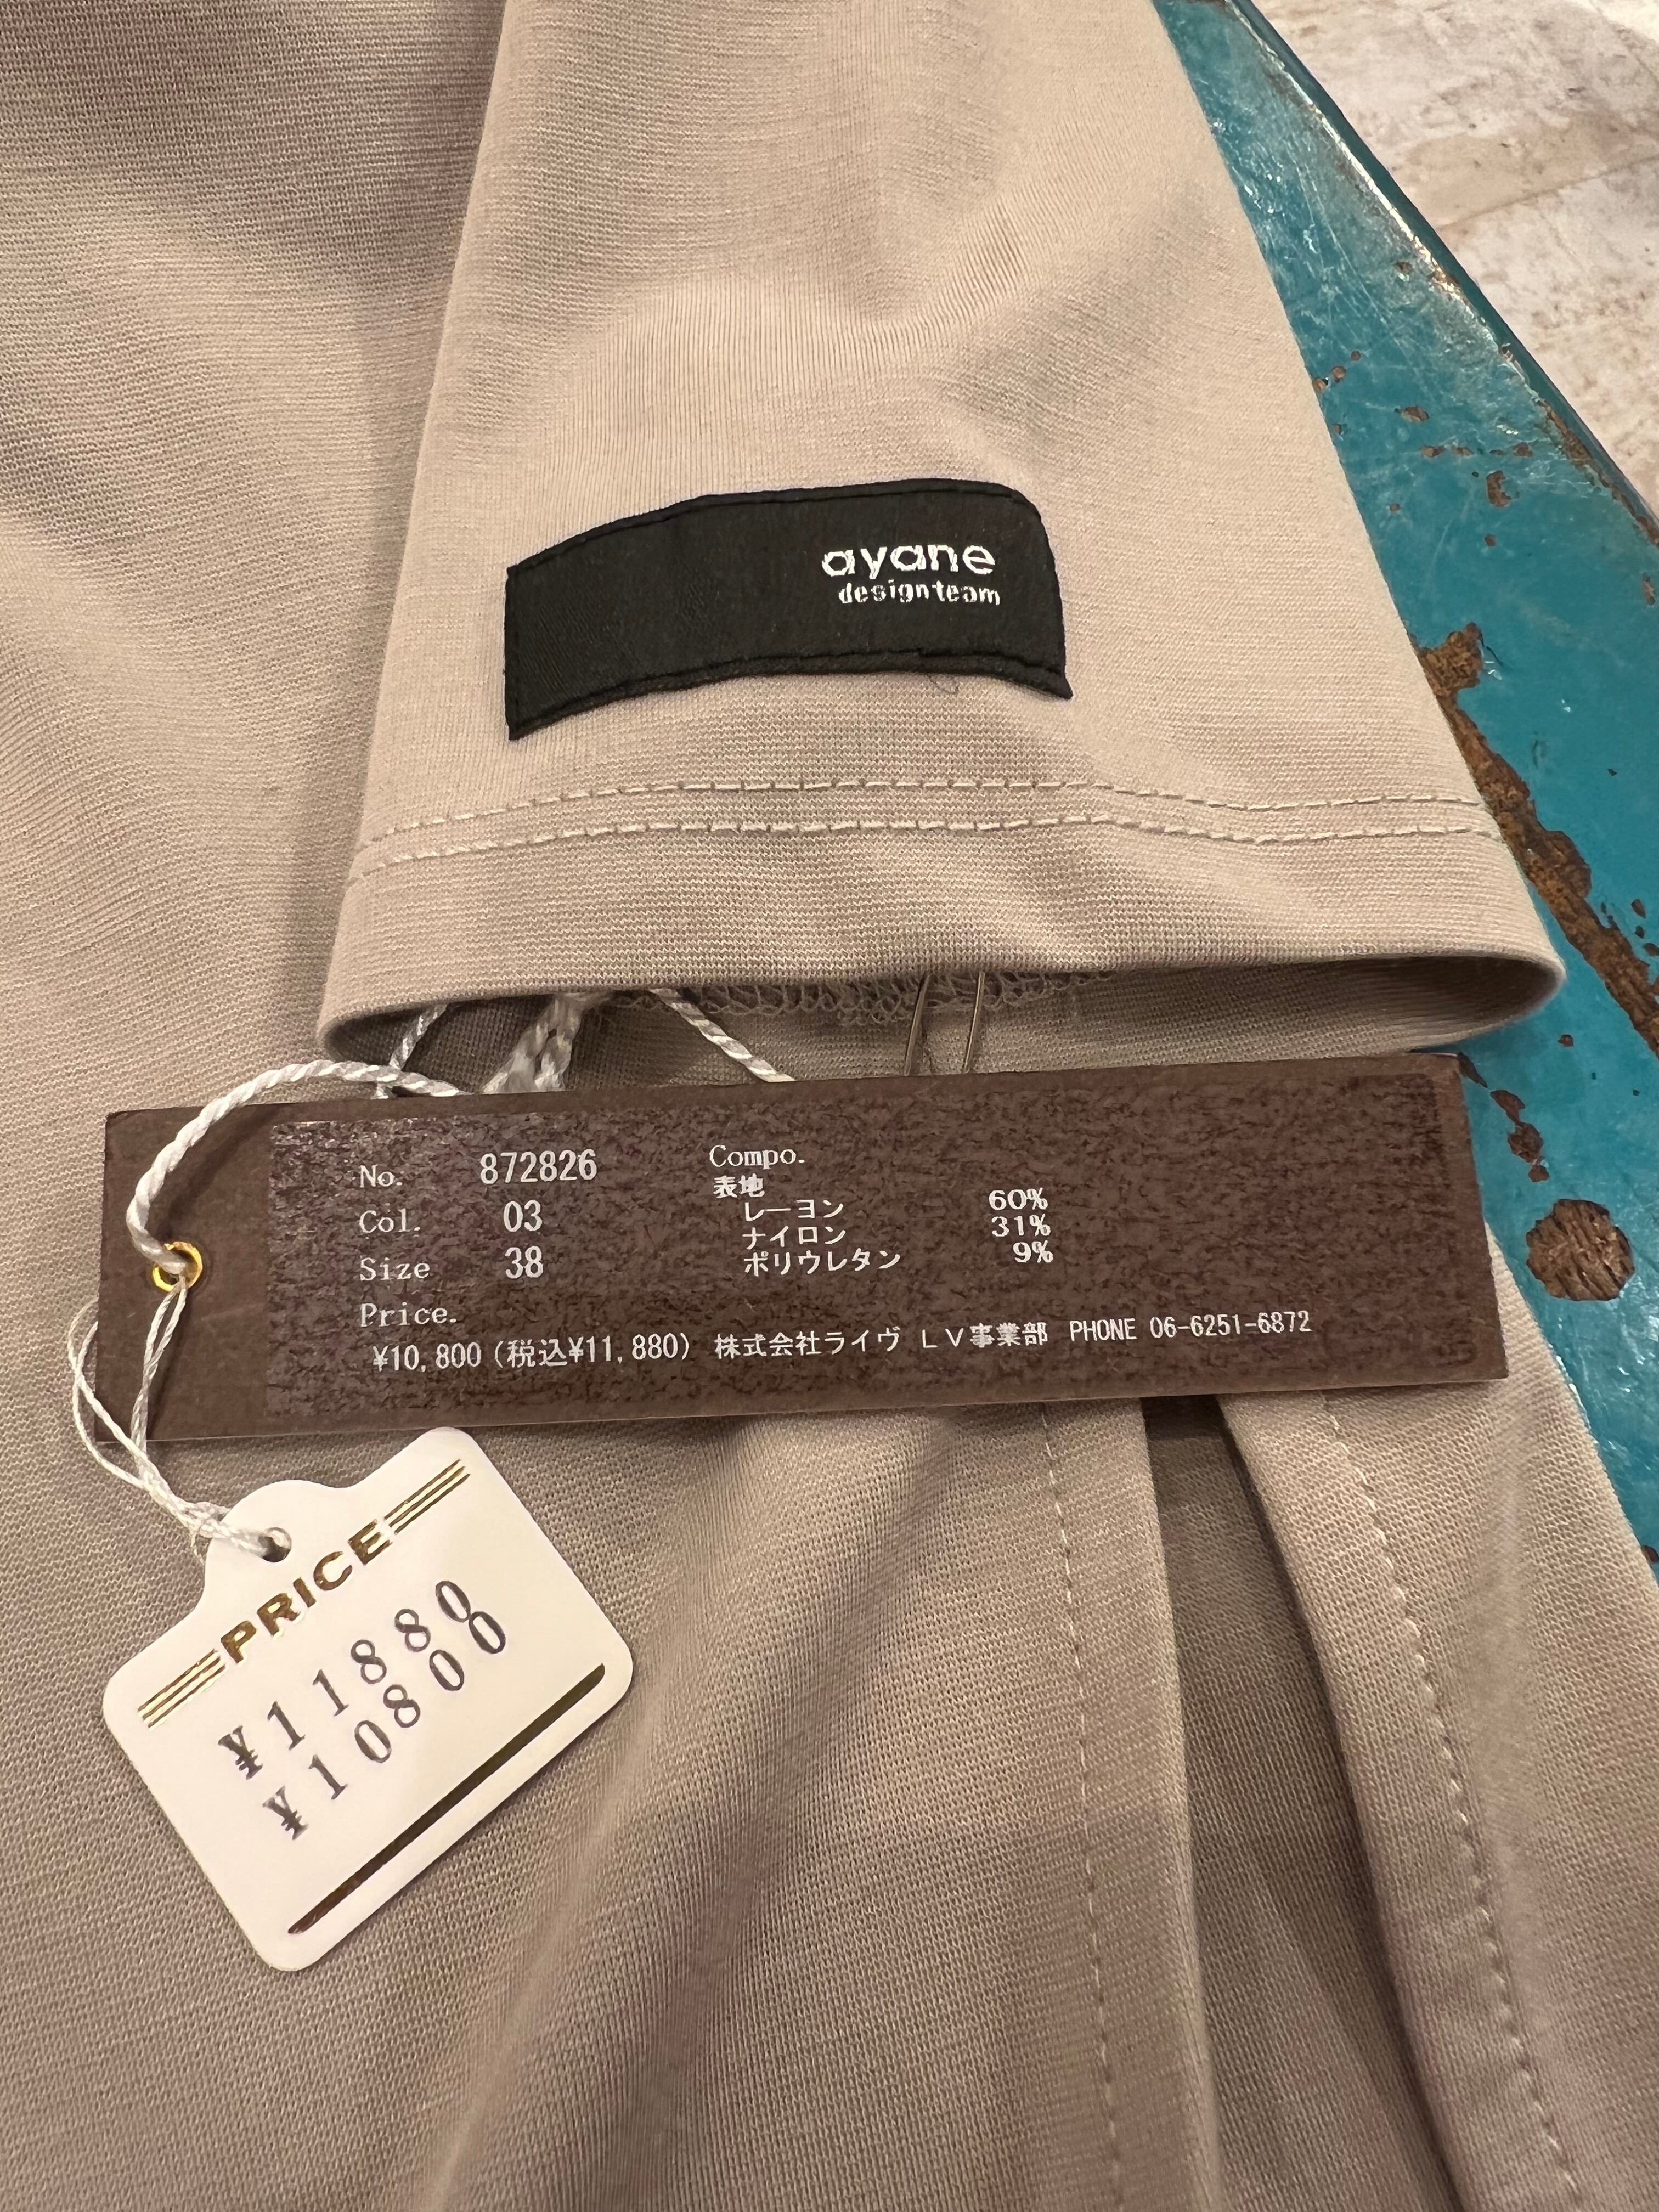 ayane
designteam
No. 872826
Col. 03
Size 38
Price.
¥10,800(税込¥11,880)
Compo.
表地
レーヨン 60%
ナイロン 31%
ポリウレタン 9%
株式会社ライヴ LV事業部 PHONE 06-6251-6872
PRICE
¥11880
¥10800